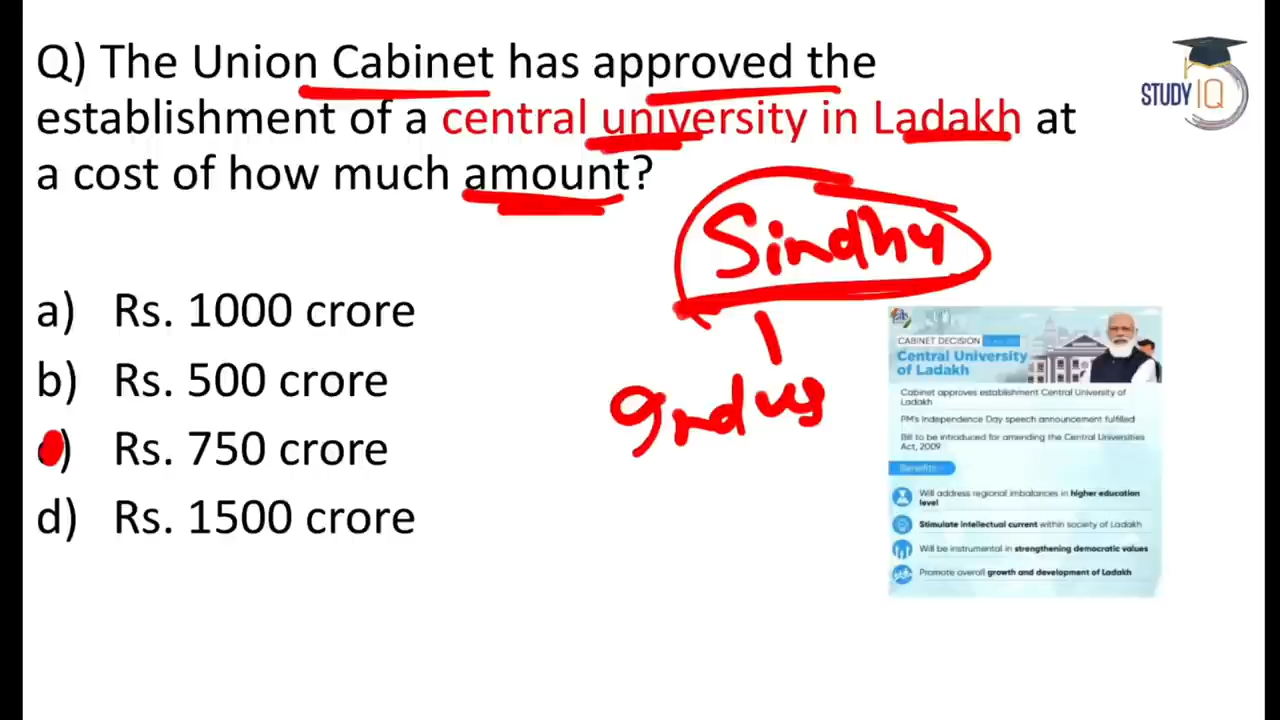 Q) The Union Cabinet has approved the
establishment of a central university in Ladakh at
a cost of how much amount?
STUDY IQ
Sindhu
Indus
a) Rs. 1000 crore
b) Rs. 500 crore
) Rs. 750 crore
d) Rs. 1500 crore
CABINET DECISION
Central University
of Ladakh
Cabinet approves establishment Central University of
Ladakh
PM's Independence Day speech announcement fulfilled
Bill to be introduced for amending the Central Universities
Act, 2009
Benefits
Will address regional imbalances in higher education
level
Stimulate intellectual current within society of Ladakh
Will be instrumental in strengthening democratic values
Promote overall growth and development of Ladakh